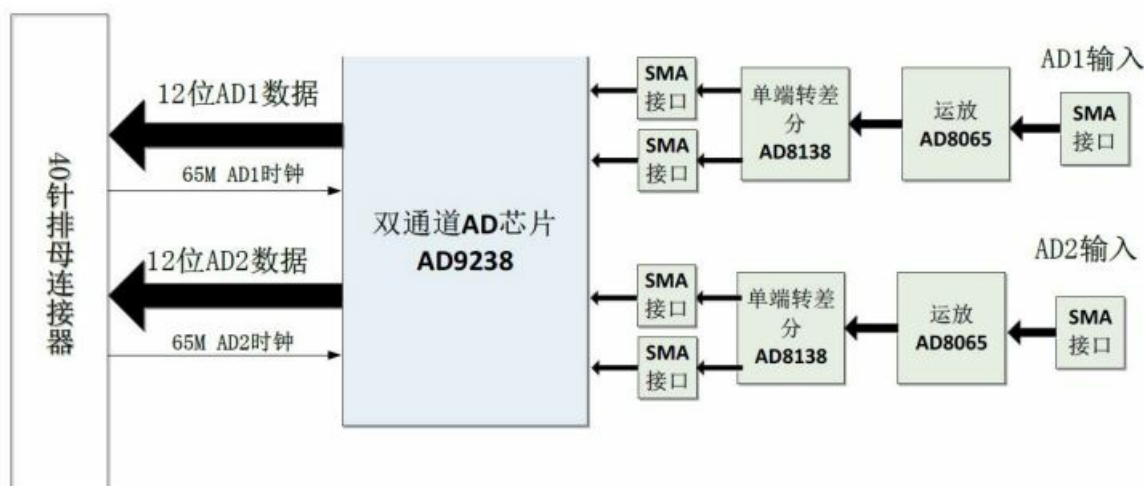 40针排母连接器
12位AD1数据
65M AD1时钟
12位AD2数据
65M AD2时钟
双通道AD芯片
AD9238
SMA
接口
SMA
接口
单端转差
分
AD8138
运放
AD8065
AD1输入
SMA
接口
SMA
接口
SMA
接口
单端转差
分
AD8138
运放
AD8065
AD2输入
SMA
接口